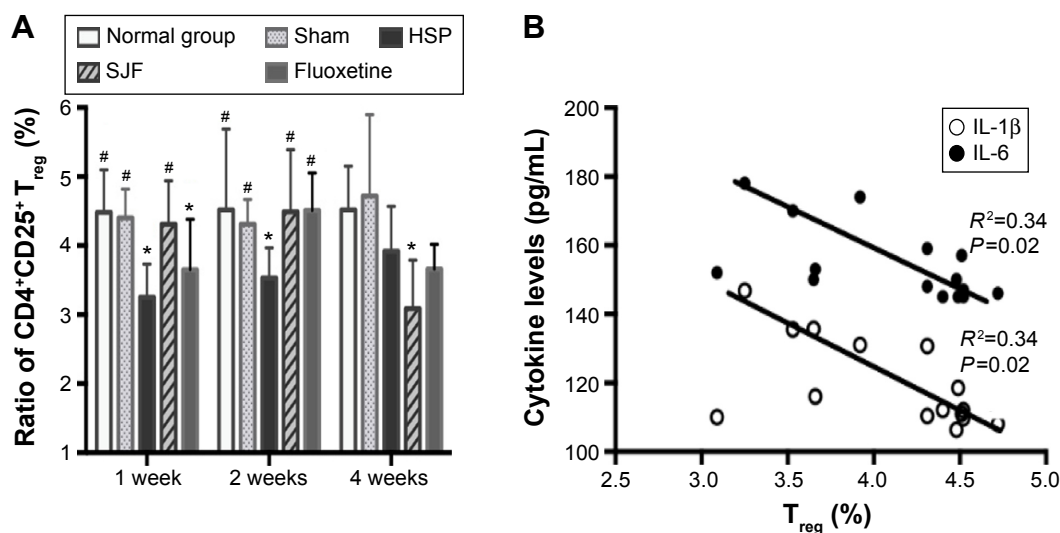 A
Normal group
Sham
HSP
SJF
Fluoxetine
Ratio of CD4⁺CD25⁺ T_reg (%)
6
5
4
3
2
1
#
#
*
#
*
#
#
*
#
#
*
1 week
2 weeks
4 weeks
B
IL-1β
IL-6
Cytokine levels (pg/mL)
200
180
160
140
120
100
R²=0.34
P=0.02
R²=0.34
P=0.02
2.5
3.0
3.5
4.0
4.5
5.0
T_reg (%)